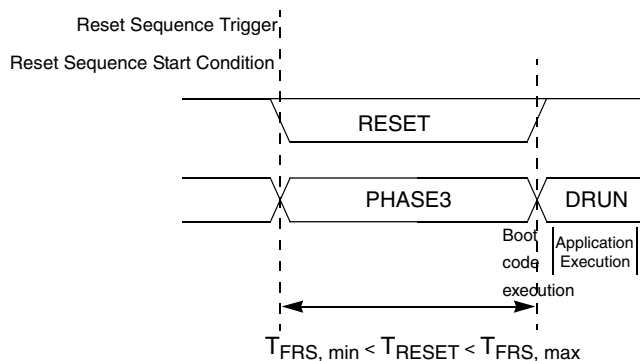 Reset Sequence Trigger
Reset Sequence Start Condition
RESET
PHASE3
DRUN
Boot
code
execution
Application
Execution
TFRS, min < TRESET < TFRS, max